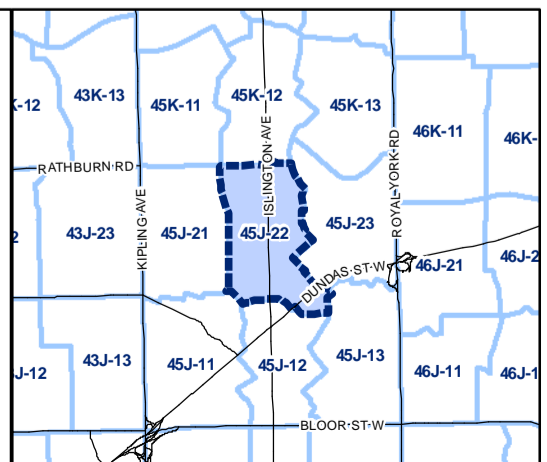 K-12
43K-13
45K-11
45K-12
45K-13
46K-11
46K-
RATHBURN RD
KIPLING AVE
ISLINGTON AVE
ROYAL YORK RD
2
43J-23
45J-21
45J-22
45J-23
46J-21
46J-2
DUNDAS ST W
J-12
43J-13
45J-11
45J-12
45J-13
46J-11
46J-1
BLOOR ST W